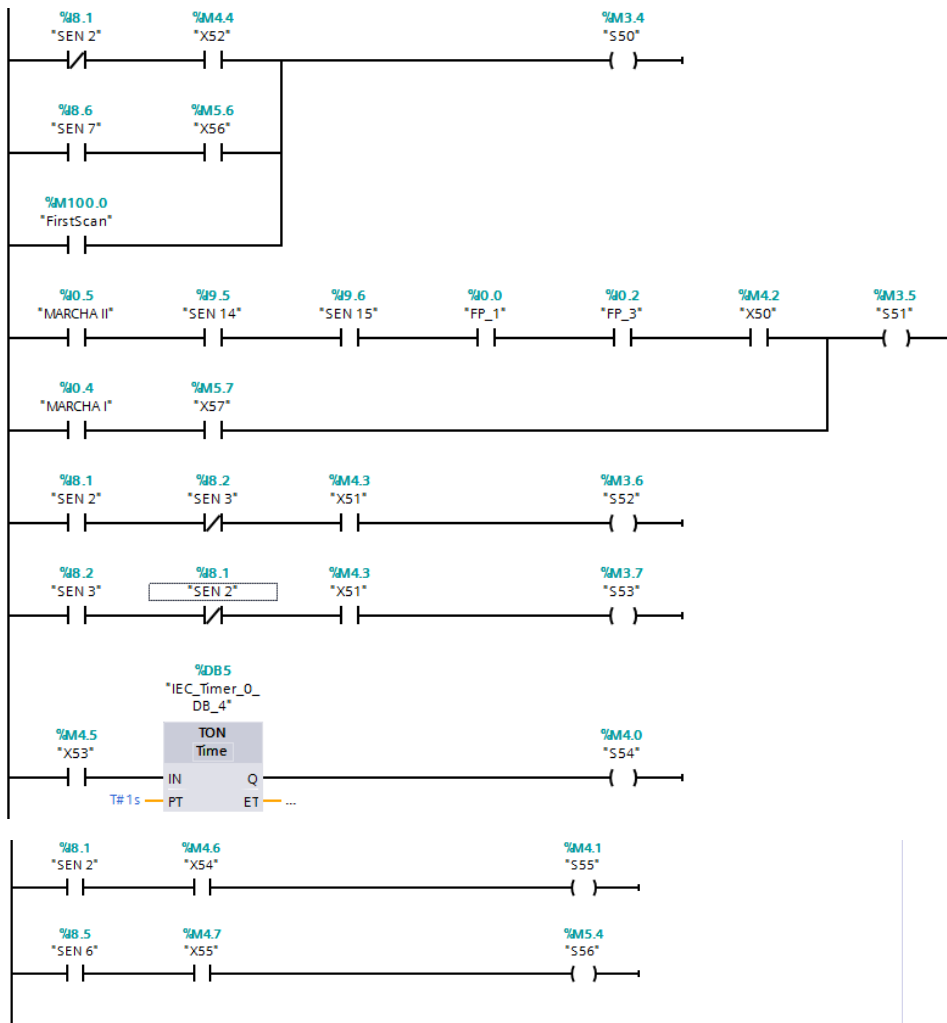 %I8.1 %M4.4 %M3.4
"SEN 2" "X52" "S50"
%I8.6 %M5.6
"SEN 7" "X56"
%M100.0
"FirstScan"
%I0.5 %I9.5 %I9.6 %I0.0 %I0.2 %M4.2 %M3.5
"MARCHA II" "SEN 14" "SEN 15" "FP_1" "FP_3" "X50" "S51"
%I0.4 %M5.7
"MARCHA I" "X57"
%I8.1 %I8.2 %M4.3 %M3.6
"SEN 2" "SEN 3" "X51" "S52"
%I8.2 %I8.1 %M4.3 %M3.7
"SEN 3" "SEN 2" "X51" "S53"
%DB5
"IEC_Timer_0_
DB_4"
%M4.5 TON %M4.0
"X53" Time "S54"
IN Q
T#1s PT ET ...
%I8.1 %M4.6 %M4.1
"SEN 2" "X54" "S55"
%I8.5 %M4.7 %M5.4
"SEN 6" "X55" "S56"